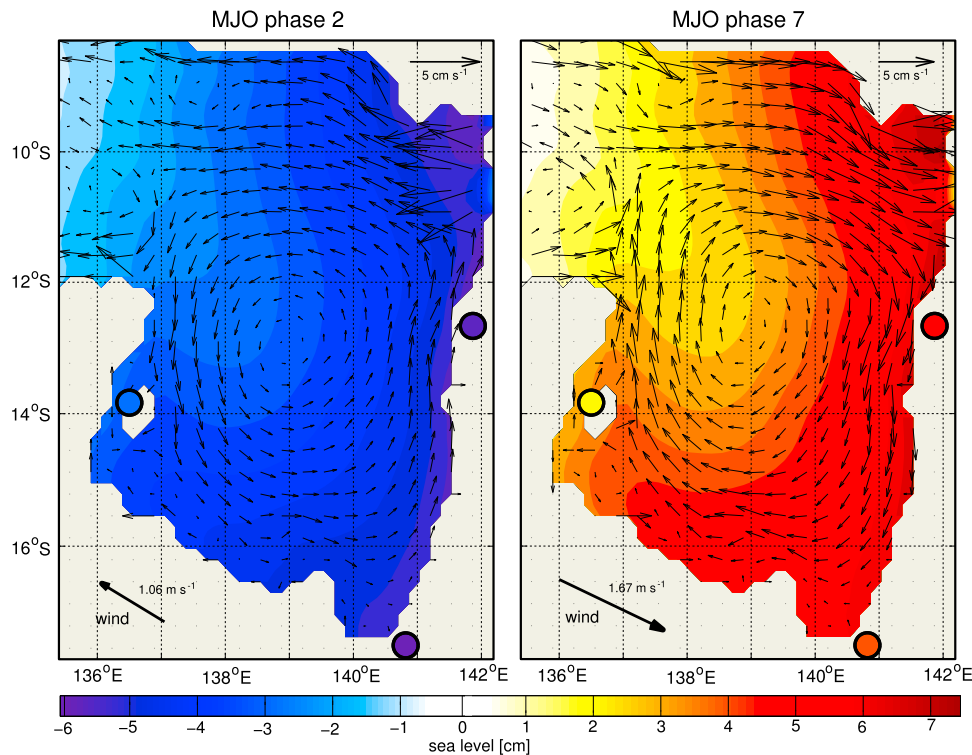 MJO phase 2
MJO phase 7
5 cm s⁻¹
5 cm s⁻¹
10°S
12°S
14°S
16°S
1.06 m s⁻¹
wind
1.67 m s⁻¹
wind
136°E 138°E 140°E 142°E
136°E 138°E 140°E 142°E
−6 −5 −4 −3 −2 −1 0 1 2 3 4 5 6 7
sea level [cm]